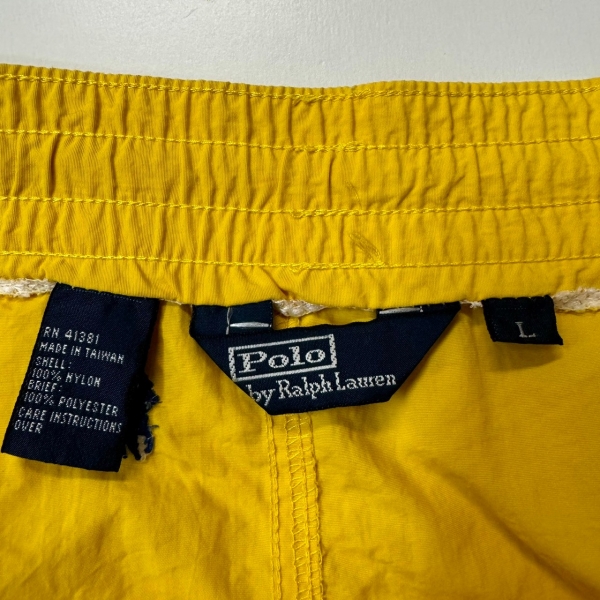 RN 41381
MADE IN TAIWAN
SHELL:
100% NYLON
BRIEF:
100% POLYESTER
CARE INSTRUCTIONS
OVER
Polo
by Ralph Lauren
L